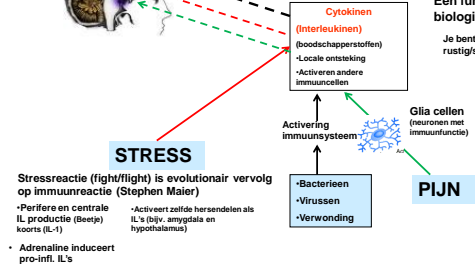 Cytokinen
(Interleukinen)
(boodschapperstoffen)
•Locale ontsteking
•Activeren andere
immuuncellen
biologi
Je bent
rustig/s
Activering
immuunsysteem
Glia cellen
(neuronen met
immuunfunctie)
STRESS
Stressreactie (fight/flight) is evolutionair vervolg
op immuunreactie (Stephen Maier)
•Perifere en centrale
IL productie (Beetje)
koorts (IL-1)
•Activeert zelfde hersendelen als
IL's (bijv. amygdala en
hypothalamus)
• Adrenaline induceert
pro-infl. IL's
•Bacterieen
•Virussen
•Verwonding
PIJN